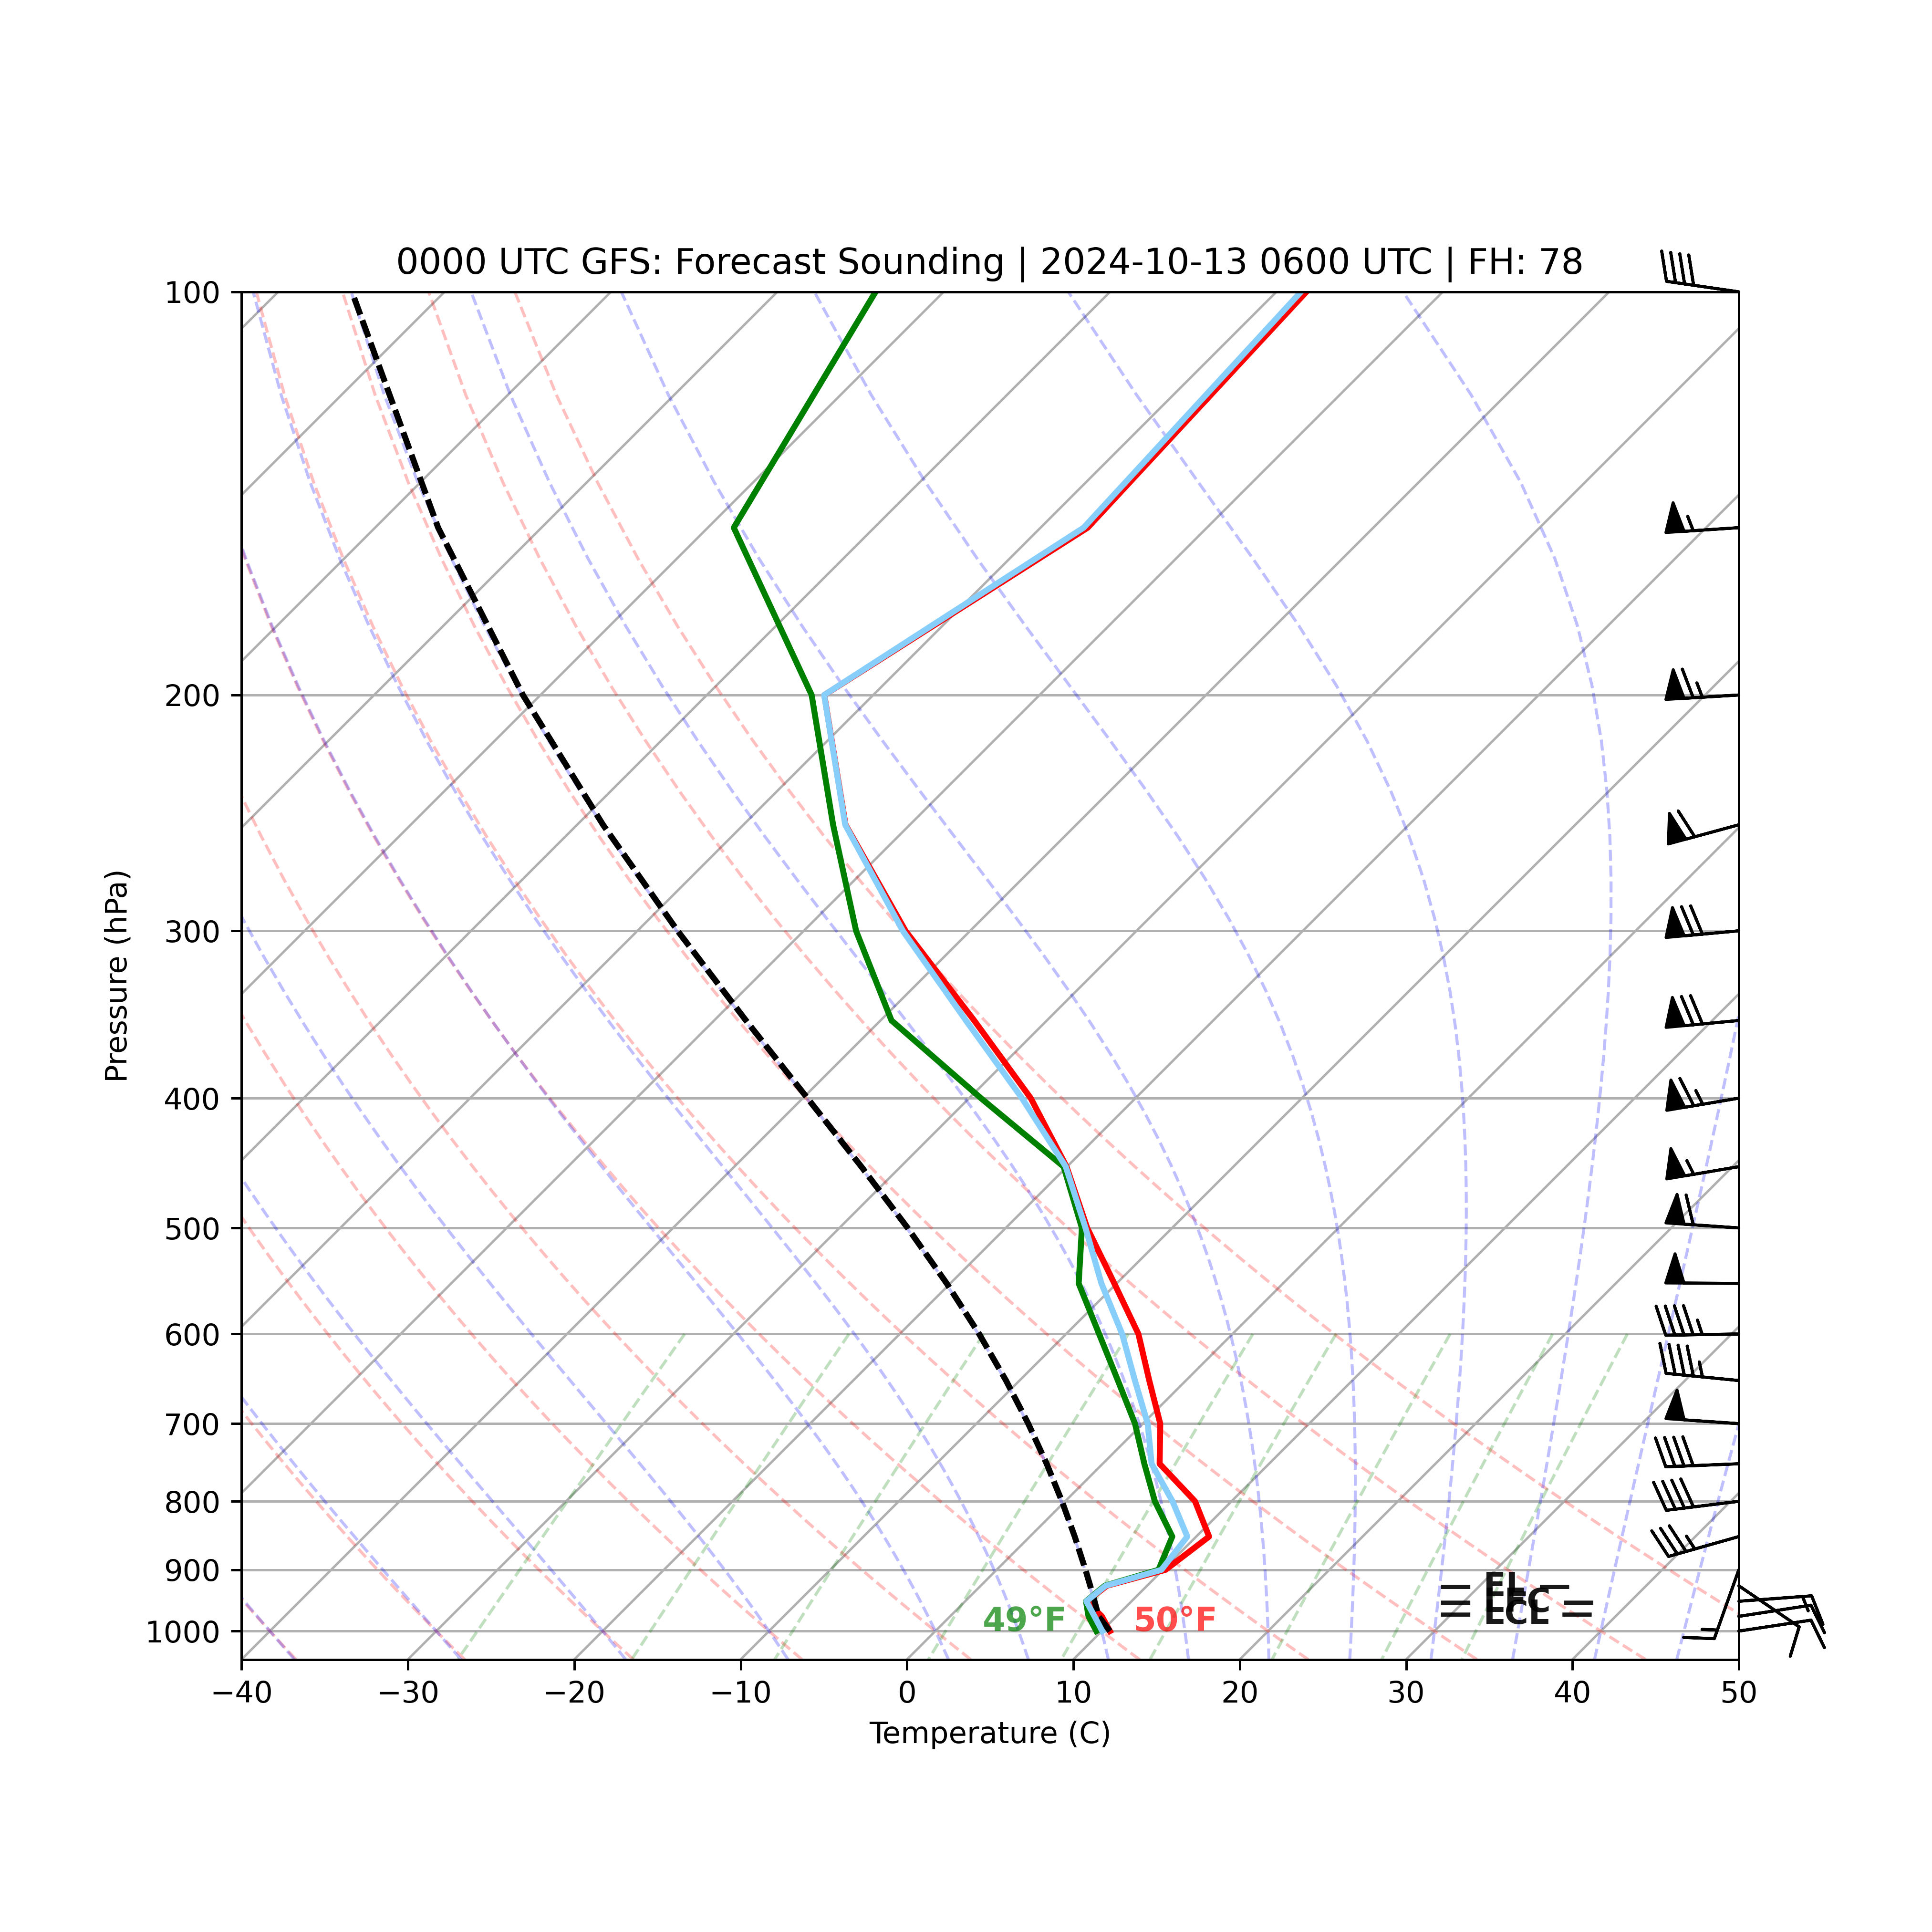 0000 UTC GFS: Forecast Sounding | 2024-10-13 0600 UTC | FH: 78
100
200
300
400
500
600
700
800
900
1000
Pressure (hPa)
EL
LFC
LCL
49°F
50°F
−40 −30 −20 −10 0 10 20 30 40 50
Temperature (C)